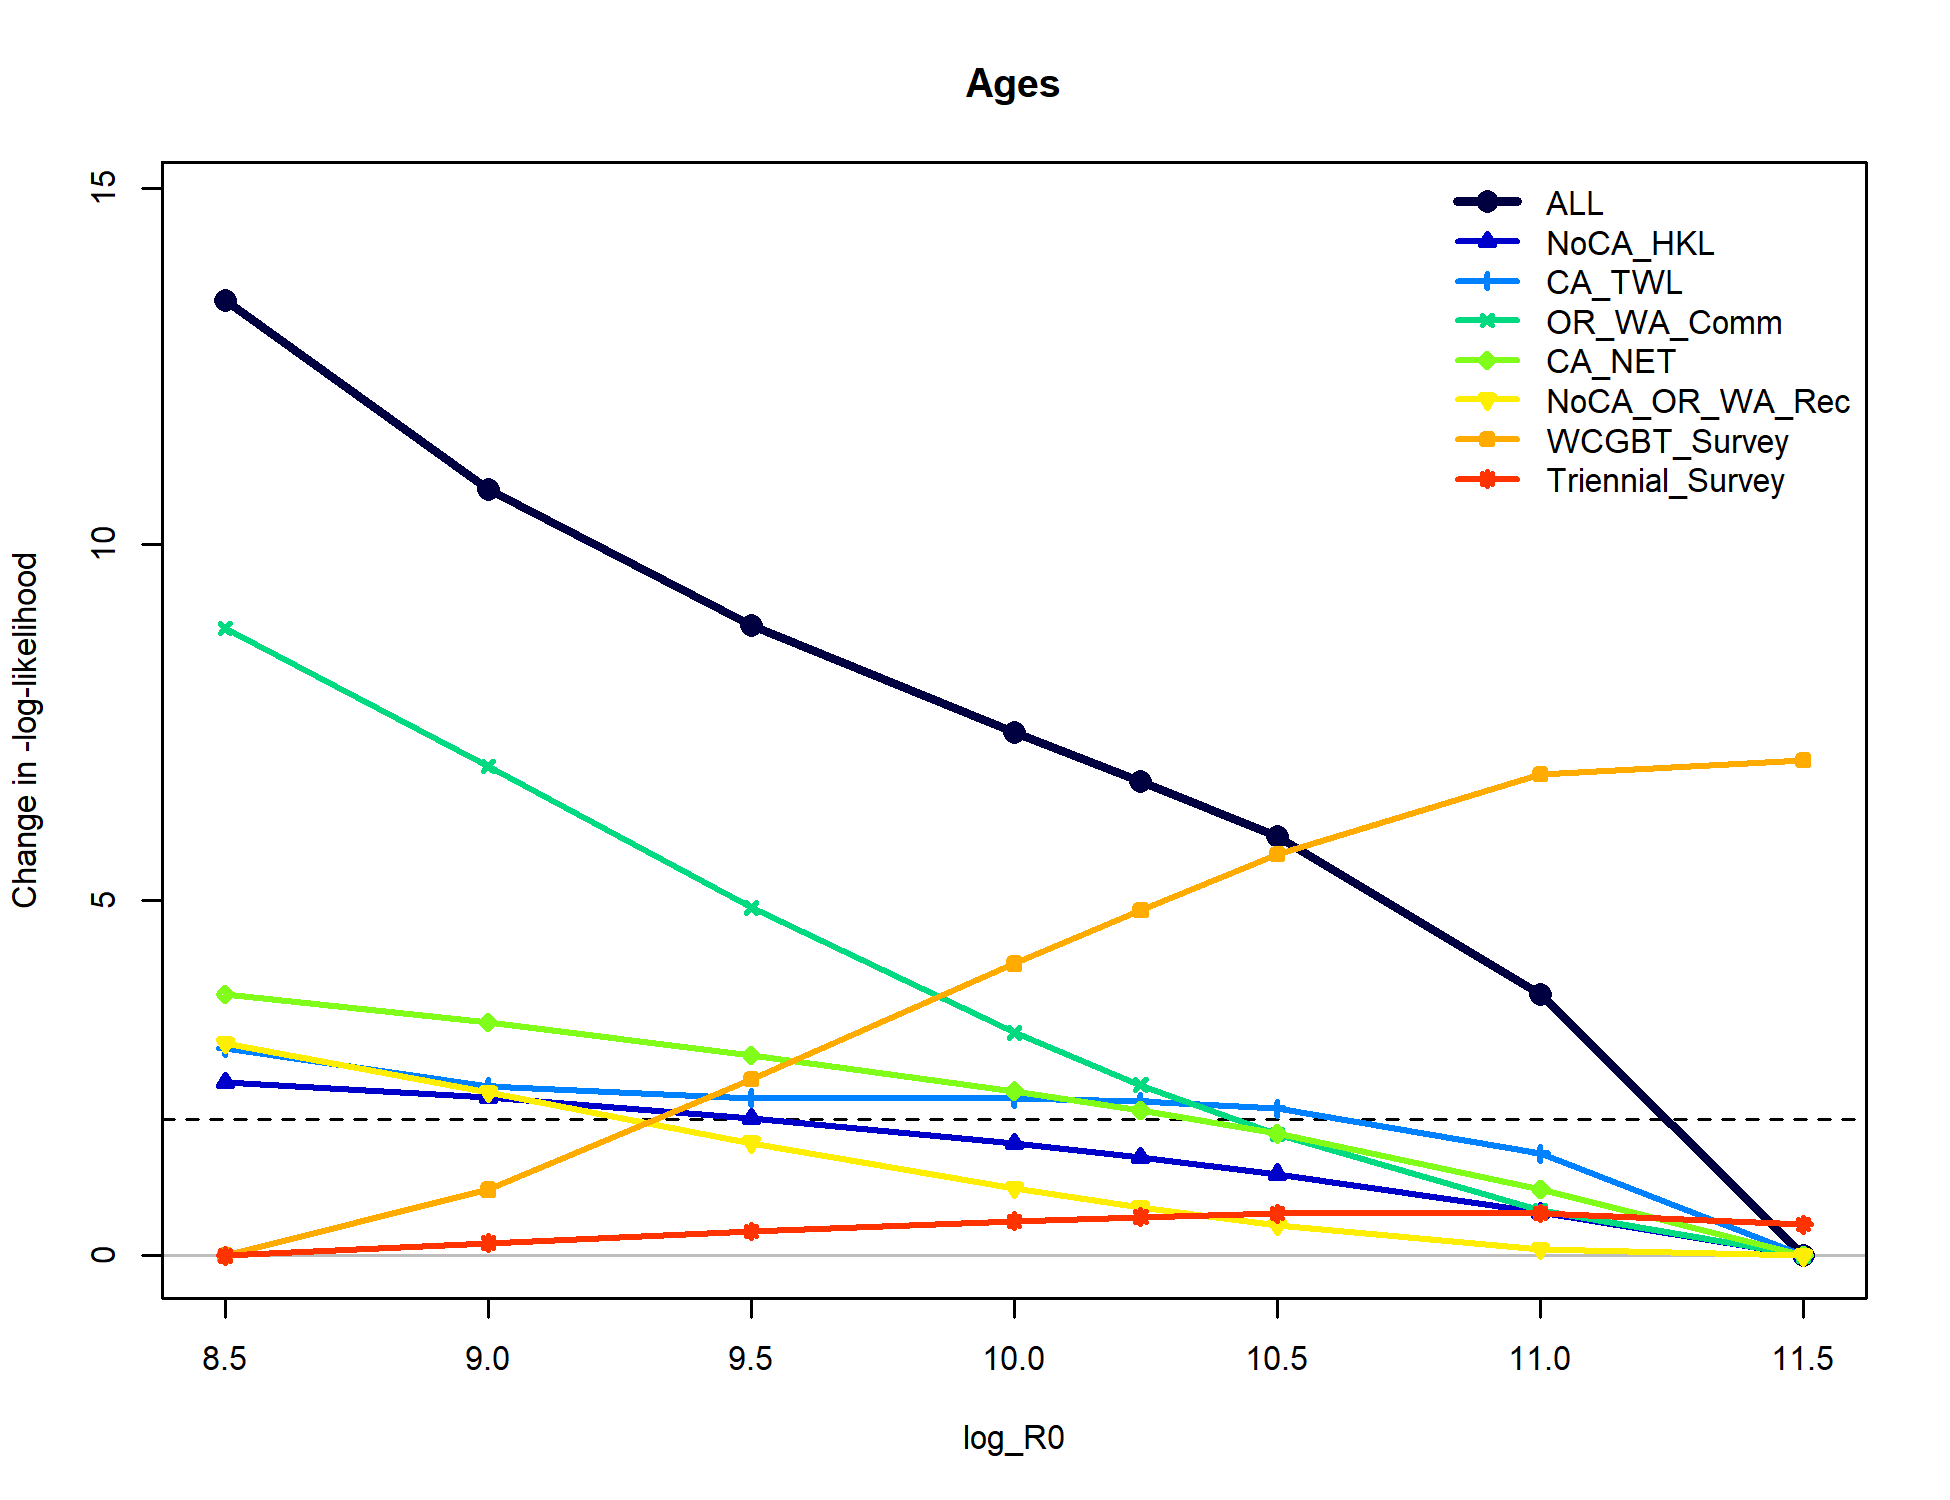 Ages
Change in -log-likelihood
15
10
5
0
ALL
NoCA_HKL
CA_TWL
OR_WA_Comm
CA_NET
NoCA_OR_WA_Rec
WCGBT_Survey
Triennial_Survey
8.5 9.0 9.5 10.0 10.5 11.0 11.5
log_R0